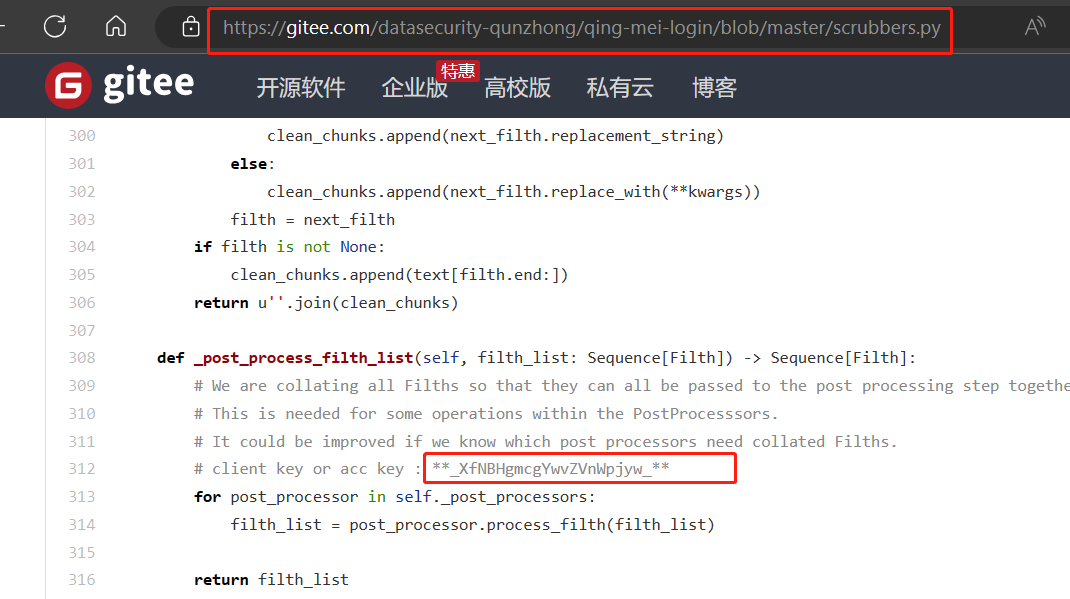 https://gitee.com/datasecurity-qunzhong/qing-mei-login/blob/master/scrubbers.py
gitee 开源软件 企业版 特惠 高校版 私有云 博客
300 clean_chunks.append(next_filth.replacement_string)
301 else:
302 clean_chunks.append(next_filth.replace_with(**kwargs))
303 filth = next_filth
304 if filth is not None:
305 clean_chunks.append(text[filth.end:])
306 return u''.join(clean_chunks)
307
308 def _post_process_filth_list(self, filth_list: Sequence[Filth]) -> Sequence[Filth]:
309 # We are collating all Filths so that they can all be passed to the post processing step togethe
310 # This is needed for some operations within the PostProcesssors.
311 # It could be improved if we know which post processors need collated Filths.
312 # client key or acc key : **_XfNBHgmcgYwvZVnWpjyw_**
313 for post_processor in self._post_processors:
314 filth_list = post_processor.process_filth(filth_list)
315
316 return filth_list